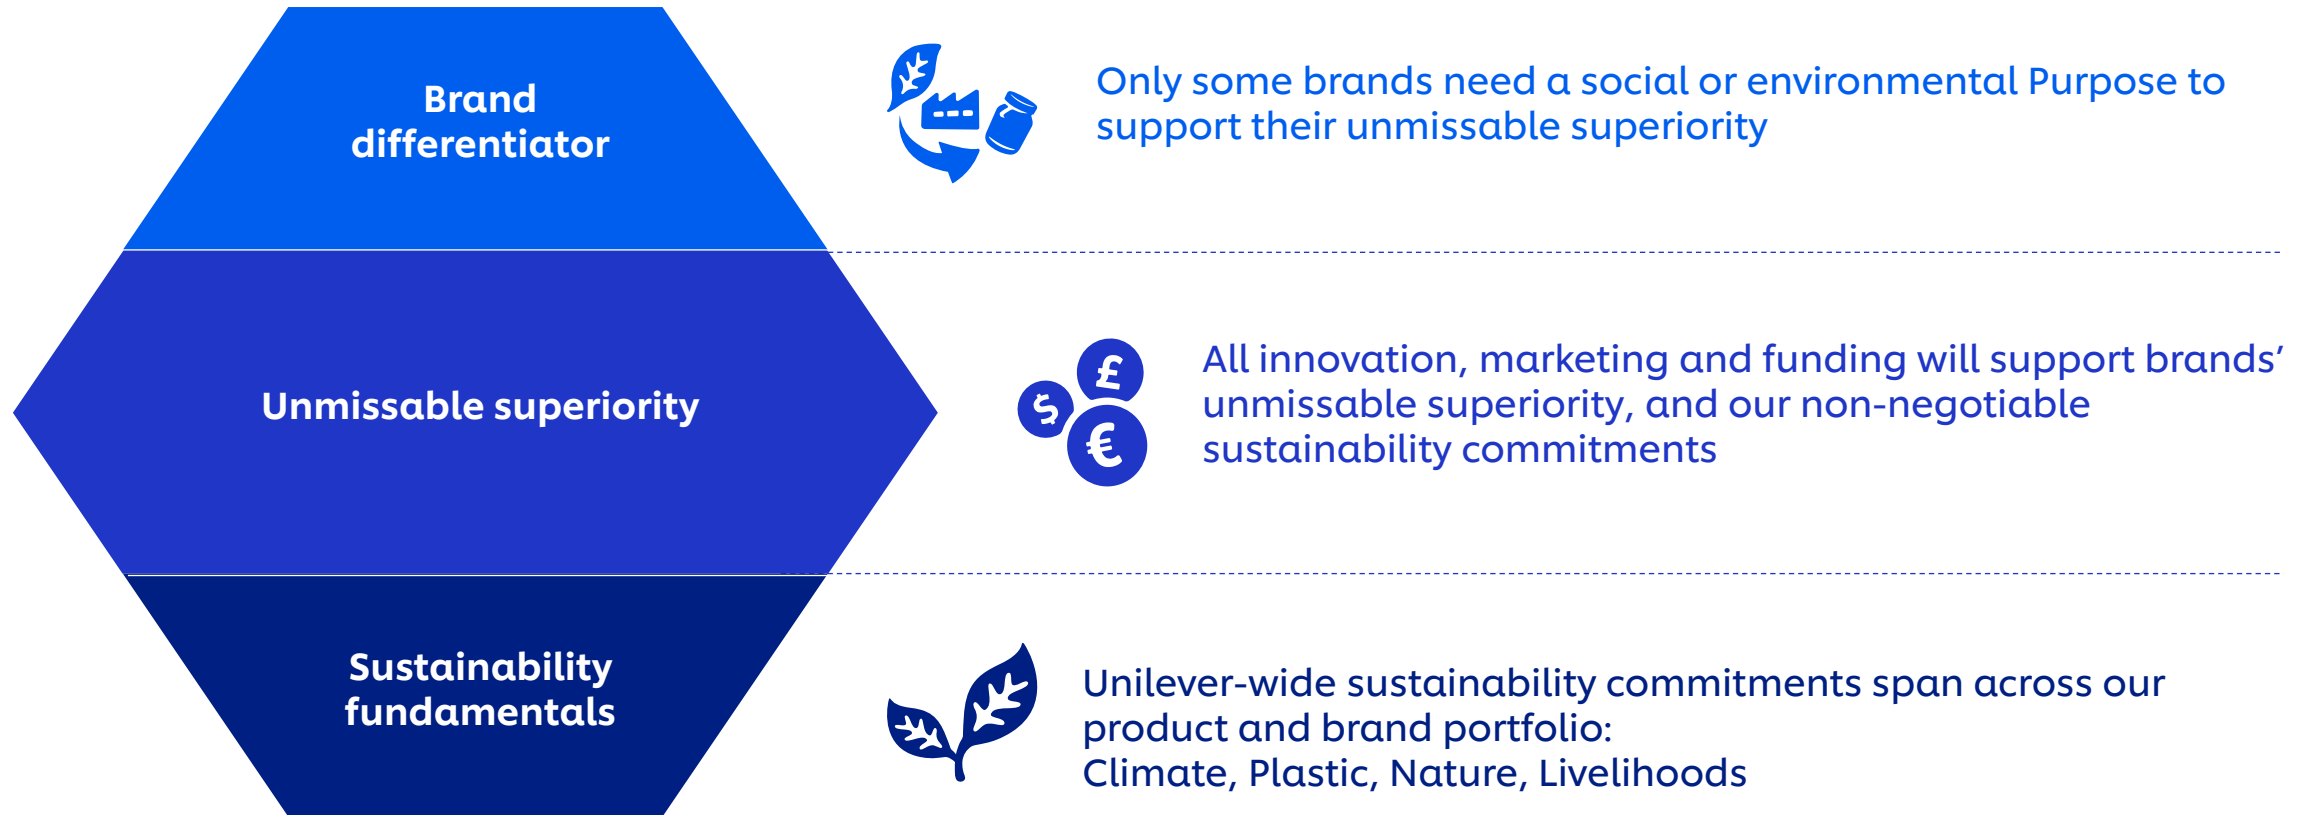 Brand
differentiator
Only some brands need a social or environmental Purpose to
support their unmissable superiority
Unmissable superiority
£
$
€
All innovation, marketing and funding will support brands’
unmissable superiority, and our non-negotiable
sustainability commitments
Sustainability
fundamentals
Unilever-wide sustainability commitments span across our
product and brand portfolio:
Climate, Plastic, Nature, Livelihoods